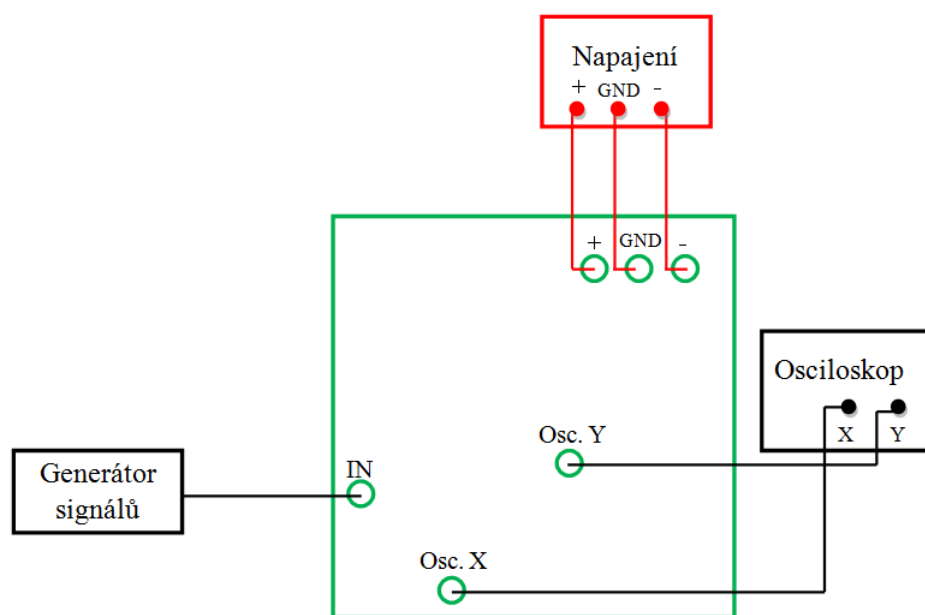 Napajení
+ GND -
+ GND -
Osciloskop
X Y
Osc. Y
IN
Generátor
signálů
Osc. X